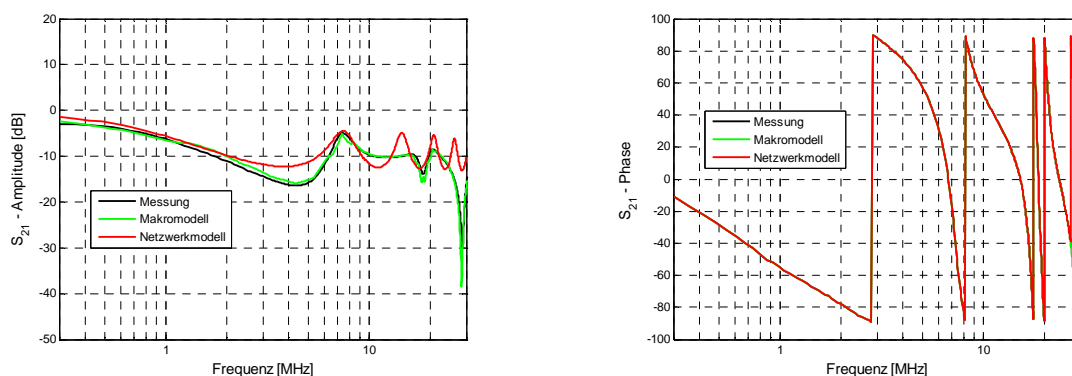 20
10
0
-10
-20
-30
-40
-50
S21 - Amplitude [dB]
Messung
Makromodell
Netzwerkmodell
1
10
Frequenz [MHz]
100
80
60
40
20
0
-20
-40
-60
-80
-100
S21 - Phase
Messung
Makromodell
Netzwerkmodell
1
10
Frequenz [MHz]